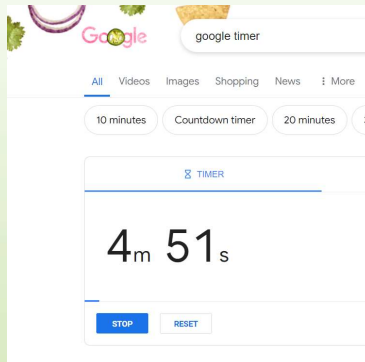 Google
google timer
All Videos Images Shopping News More
10 minutes Countdown timer 20 minutes
TIMER
4m 51s
STOP RESET